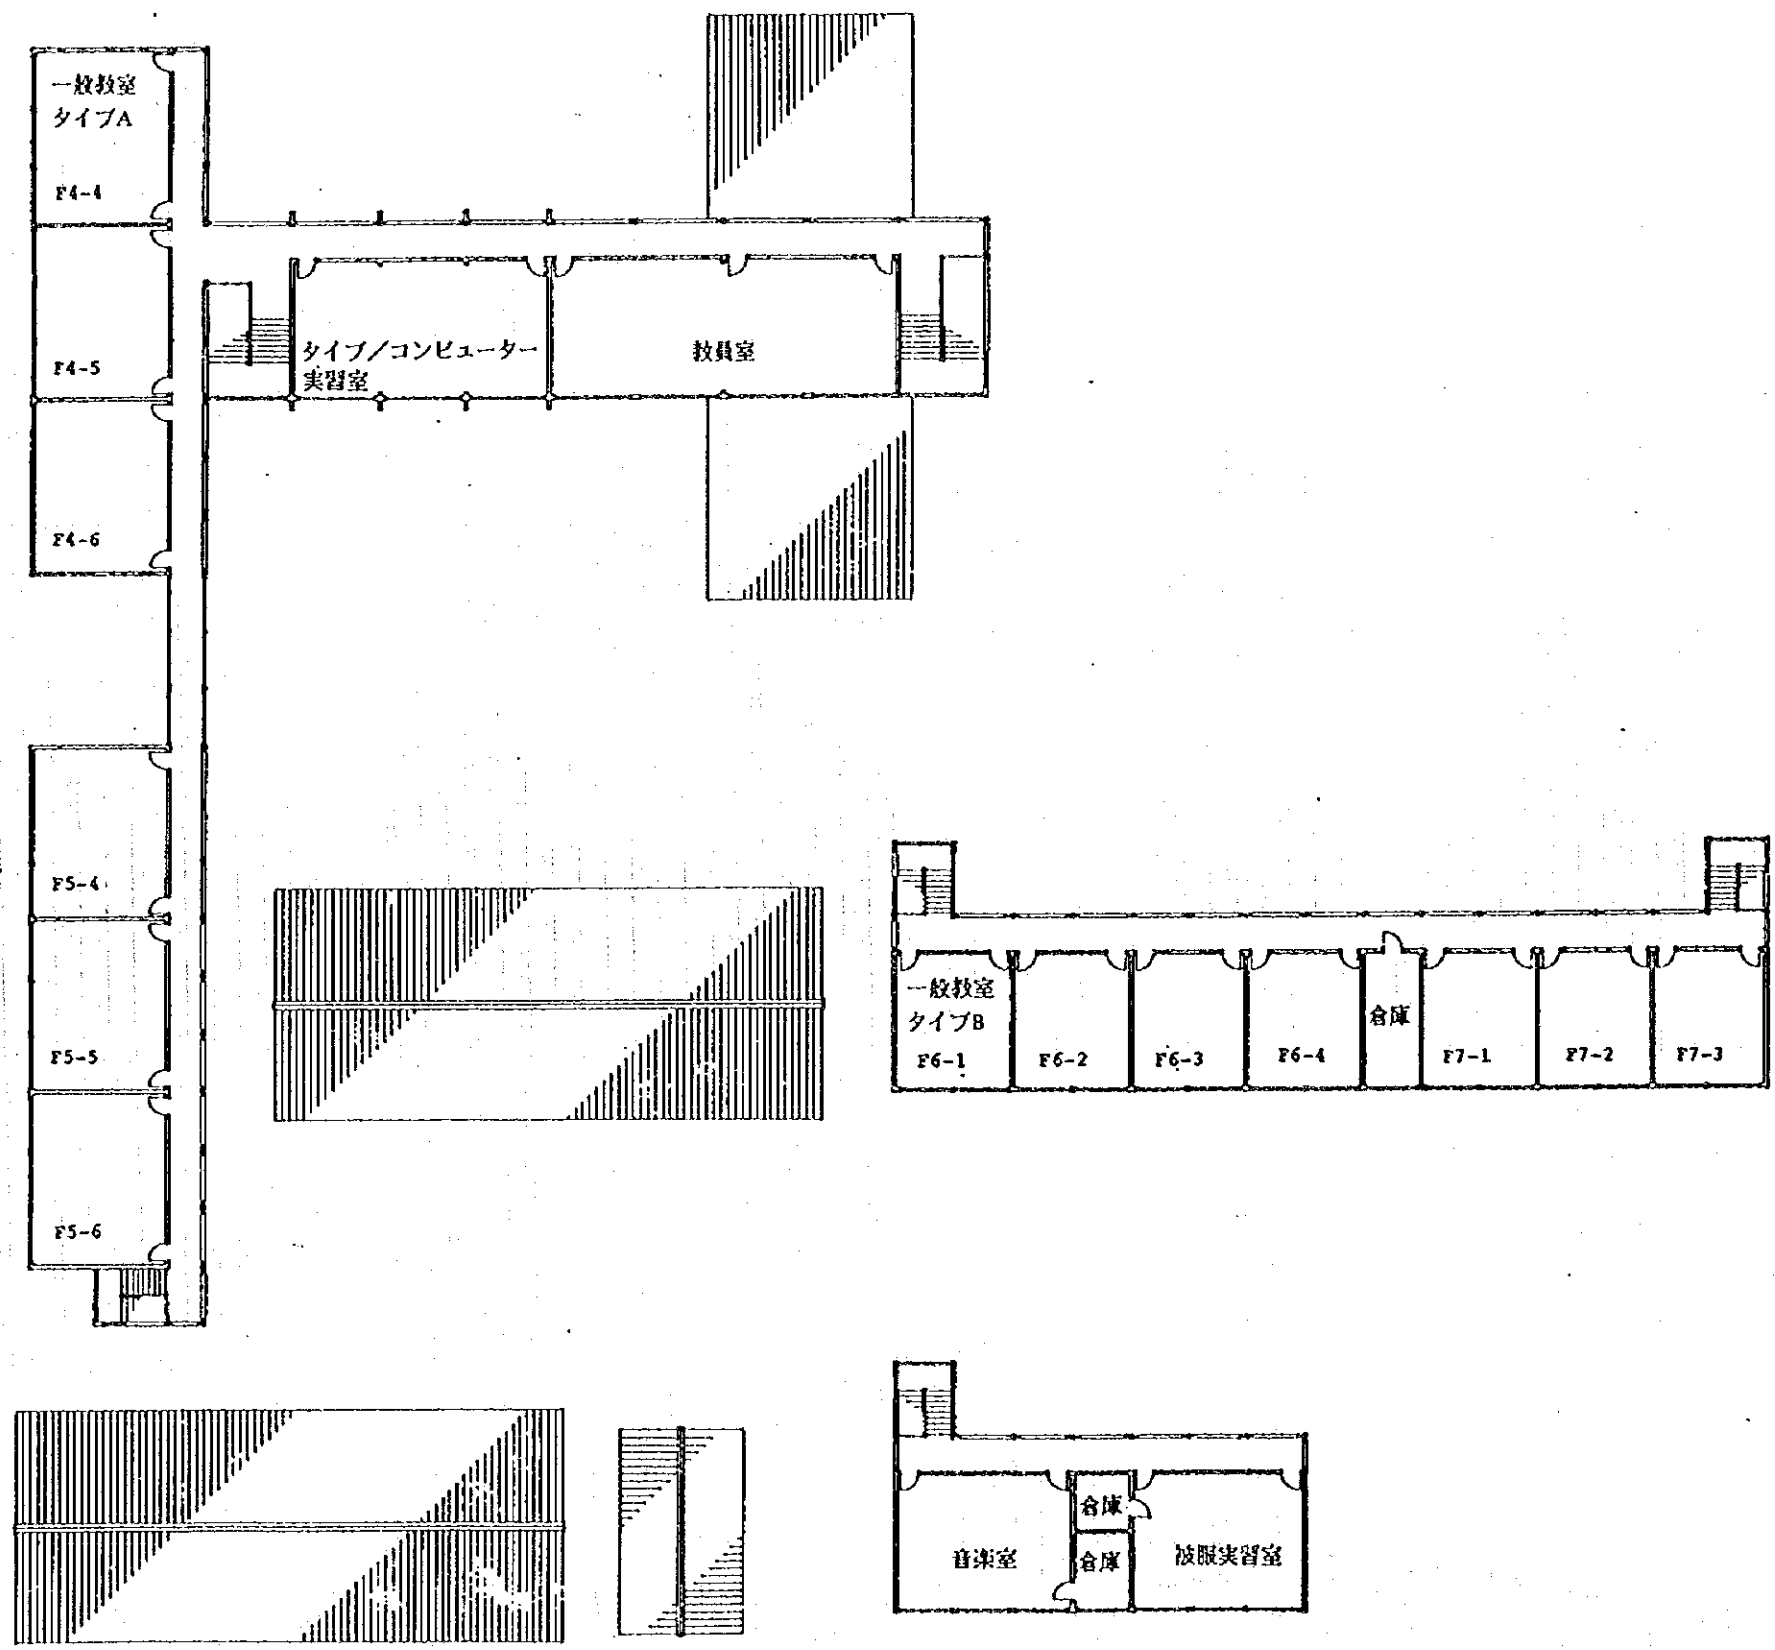 一般教室
タイプA
F4-4
F4-5
タイプ／コンピューター
実習室
教員室
F4-6
F5-4
F5-5
F5-6
一般教室
タイプB
F6-1
F6-2
F6-3
F6-4
倉庫
F7-1
F7-2
F7-3
音楽室
倉庫
倉庫
被服実習室